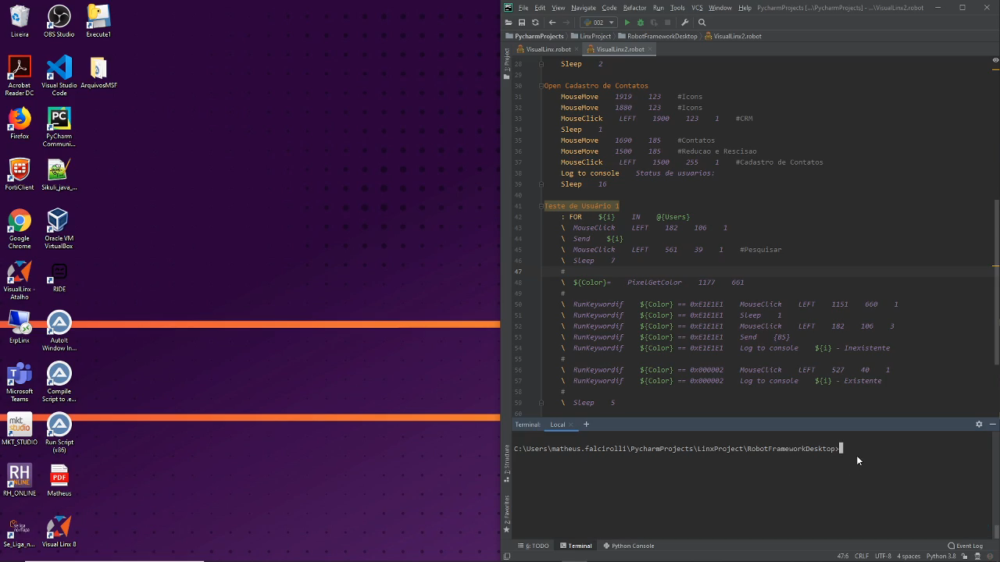 Lixeira
OBS Studio
Execute1
Acrobat
Reader DC
Visual Studio
Code
ArquivosMSF
Firefox
PyCharm
Communi...
FortiClient
Sikuli_java_...
Google
Chrome
Oracle VM
VirtualBox
VisualLinx -
Atalho
RIDE
ErpLinx
AutoIt
Window In...
Microsoft
Teams
Compile
Script to .e...
mkt
studio
MKT_STUDIO
Run Script
(x86)
RH
ONLINE
RH_ONLINE
PDF
Matheus
Se_Liga_n...
Visual Linx 8
File Edit View Navigate Code Refactor Run Tools VCS Window Help PycharmProjects [...\PycharmProjects] - ...\VisualLinx2.robot
002
PycharmProjects LinxProject RobotFrameworkDesktop VisualLinx2.robot
VisualLinx.robot VisualLinx2.robot
1: Project
28 Sleep 2
29
30 Open Cadastro de Contatos
31 MouseMove 1919 123 #Icons
32 MouseMove 1880 123 #Icons
33 MouseClick LEFT 1900 123 1 #CRM
34 Sleep 1
35 MouseMove 1690 185 #Contatos
36 MouseMove 1500 185 #Reducao e Rescisao
37 MouseClick LEFT 1500 255 1 #Cadastro de Contatos
38 Log to console Status de usuarios:
39 Sleep 16
40
41 Teste de Usuário 1
42 : FOR ${i} IN @{Users}
43 \ MouseClick LEFT 182 106 1
44 \ Send ${i}
45 \ MouseClick LEFT 561 39 1 #Pesquisar
46 \ Sleep 7
47 #
48 \ ${Color}= PixelGetColor 1177 661
49 #
50 \ RunKeywordif ${Color} == 0xE1E1E1 MouseClick LEFT 1151 660 1
51 \ RunKeywordif ${Color} == 0xE1E1E1 Sleep 1
52 \ RunKeywordif ${Color} == 0xE1E1E1 MouseClick LEFT 182 106 3
53 \ RunKeywordif ${Color} == 0xE1E1E1 Send {BS}
54 \ RunKeywordif ${Color} == 0xE1E1E1 Log to console ${i} - Inexistente
55 #
56 \ RunKeywordif ${Color} == 0x000002 MouseClick LEFT 527 40 1
57 \ RunKeywordif ${Color} == 0x000002 Log to console ${i} - Existente
58 #
59 \ Sleep 5
60
Terminal: Local +
C:\Users\matheus.falcirolli\PycharmProjects\LinxProject\RobotFrameworkDesktop>
7: Structure
2: Favorites
6: TODO Terminal Python Console Event Log
47:6 CRLF UTF-8 4 spaces Python 3.8